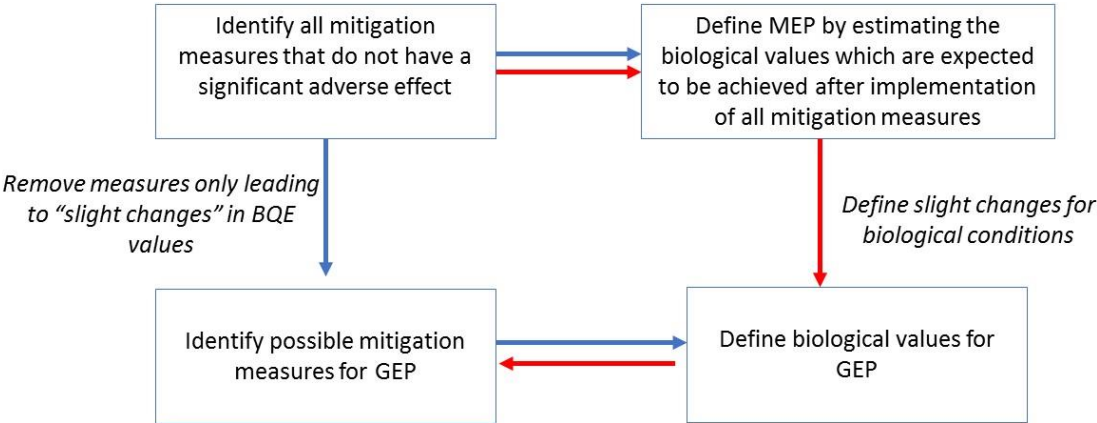 Identify all mitigation
measures that do not have a
significant adverse effect
Define MEP by estimating the
biological values which are expected
to be achieved after implementation
of all mitigation measures
Remove measures only leading
to “slight changes” in BQE
values
Define slight changes for
biological conditions
Identify possible mitigation
measures for GEP
Define biological values for
GEP